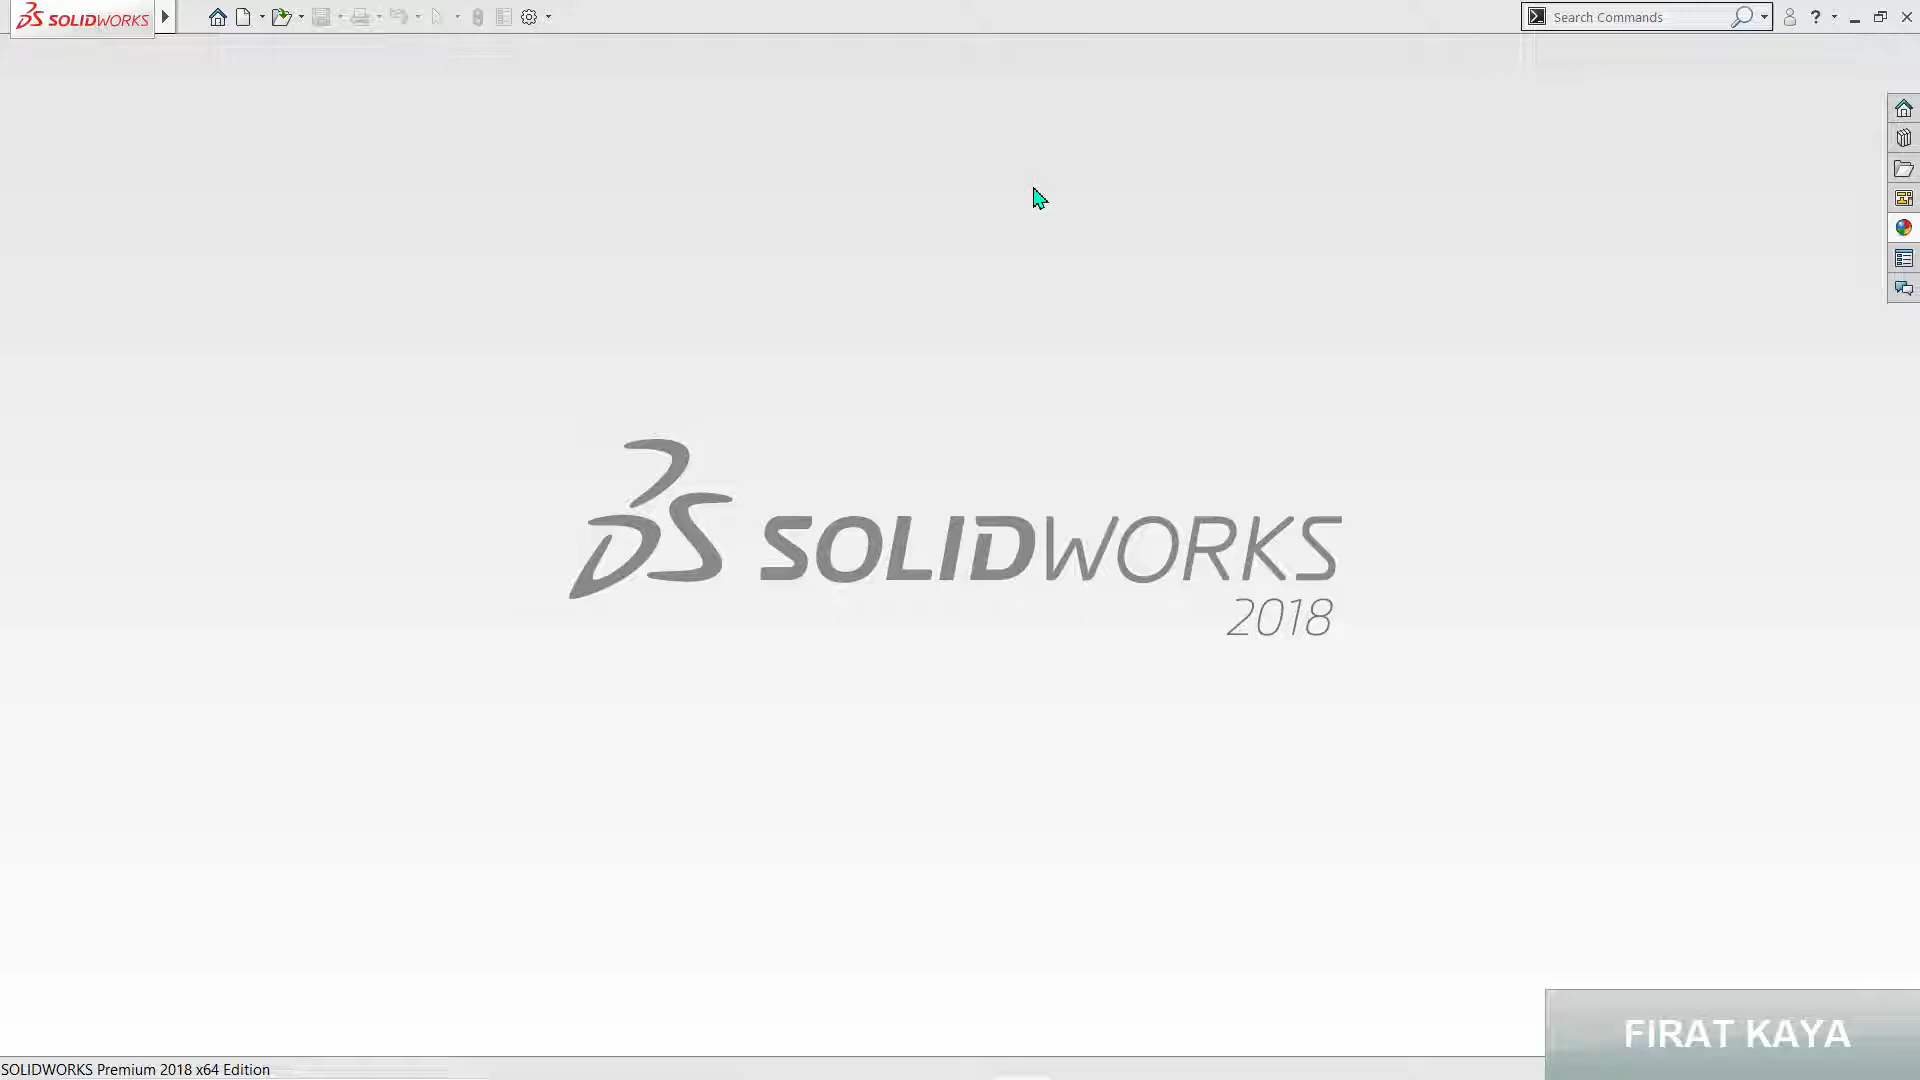 SOLIDWORKS
Search Commands
?
SOLIDWORKS
2018
FIRAT KAYA
SOLIDWORKS Premium 2018 x64 Edition